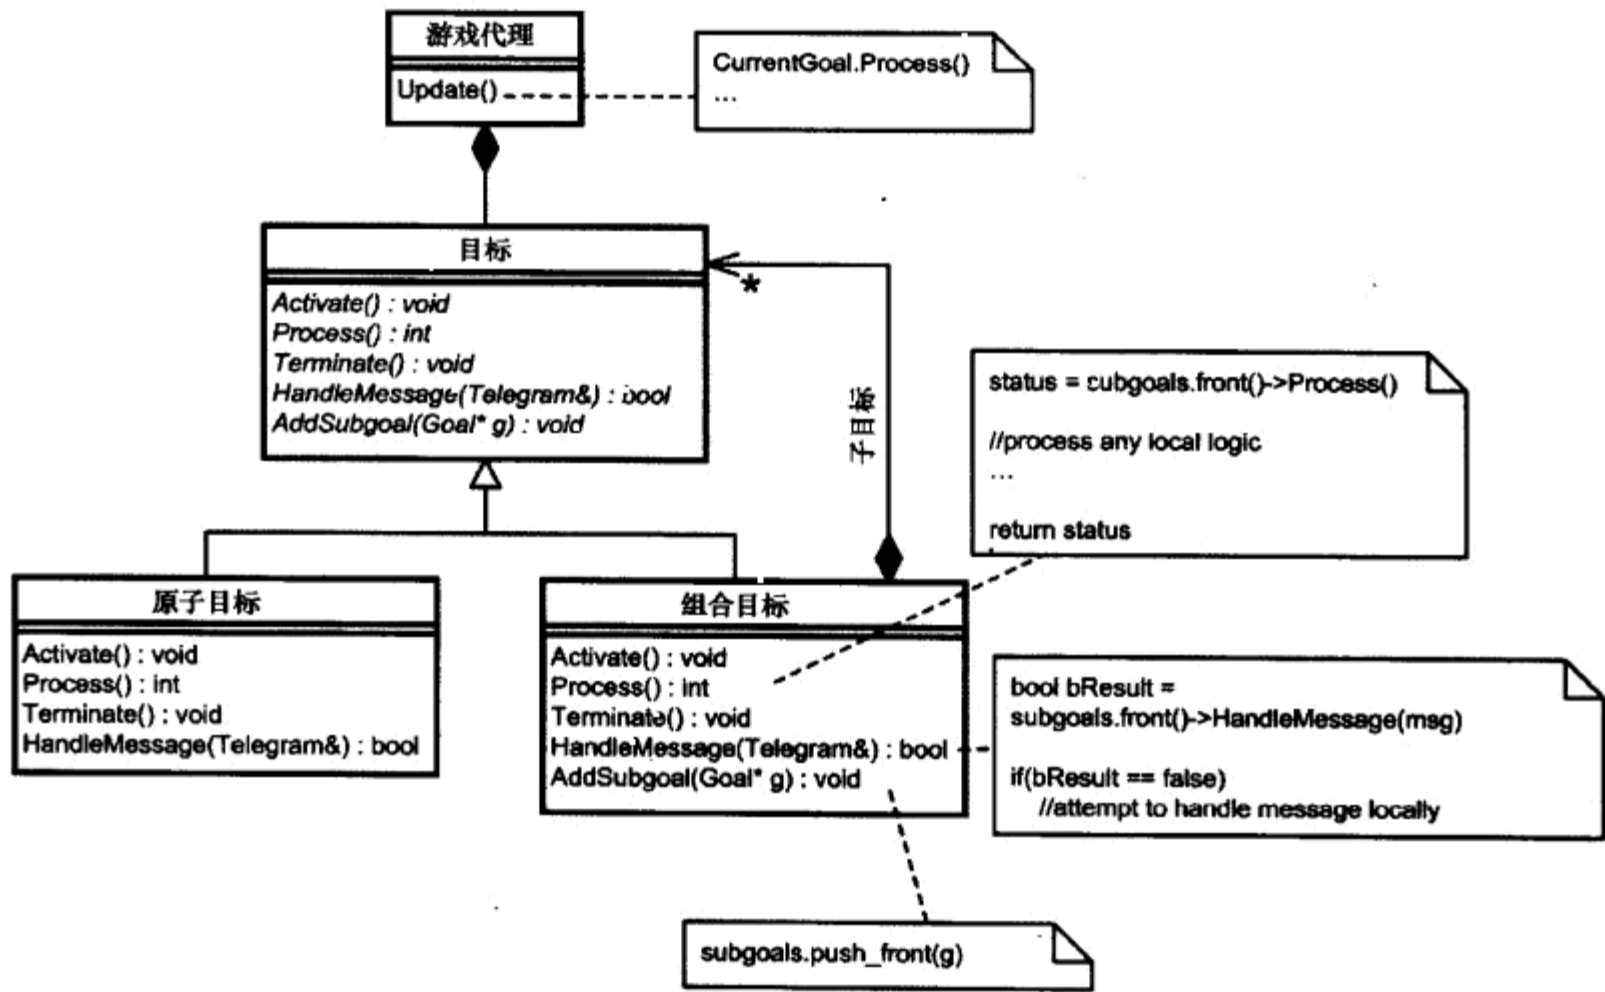 游戏代理
Update()
CurrentGoal.Process()
...
目标
Activate() : void
Process() : int
Terminate() : void
HandleMessage(Telegram&) : bool
AddSubgoal(Goal* g) : void
*
子目标
status = subgoals.front()->Process()
//process any local logic
...
return status
原子目标
Activate() : void
Process() : int
Terminate() : void
HandleMessage(Telegram&) : bool
组合目标
Activate() : void
Process() : int
Terminate() : void
HandleMessage(Telegram&) : bool
AddSubgoal(Goal* g) : void
bool bResult =
subgoals.front()->HandleMessage(msg)
if(bResult == false)
//attempt to handle message locally
subgoals.push_front(g)